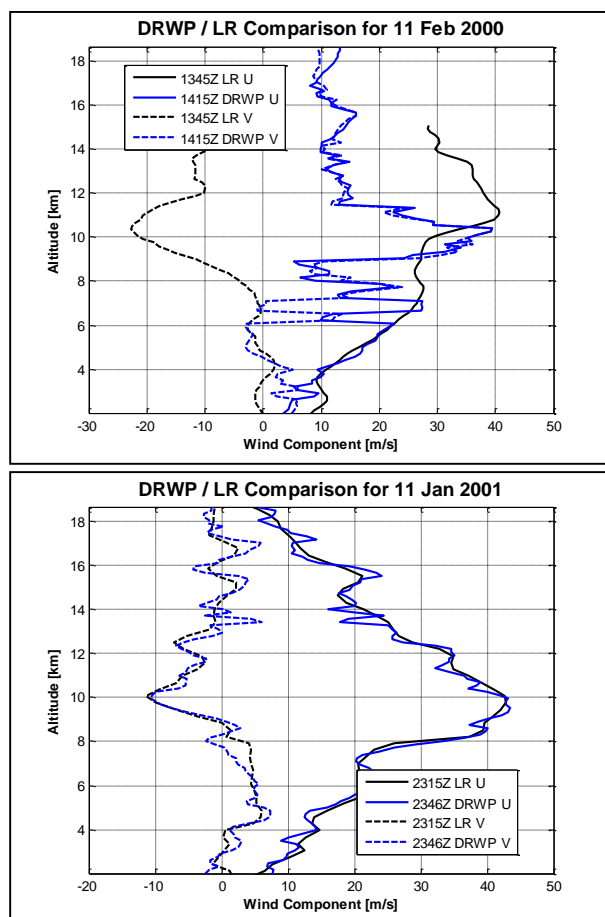 DRWP / LR Comparison for 11 Feb 2000
18
16
14
12
10
8
6
4
Altitude [km]
1345Z LR U
1415Z DRWP U
1345Z LR V
1415Z DRWP V
-30 -20 -10 0 10 20 30 40 50
Wind Component [m/s]
DRWP / LR Comparison for 11 Jan 2001
18
16
14
12
10
8
6
4
Altitude [km]
2315Z LR U
2346Z DRWP U
2315Z LR V
2346Z DRWP V
-20 -10 0 10 20 30 40 50
Wind Component [m/s]